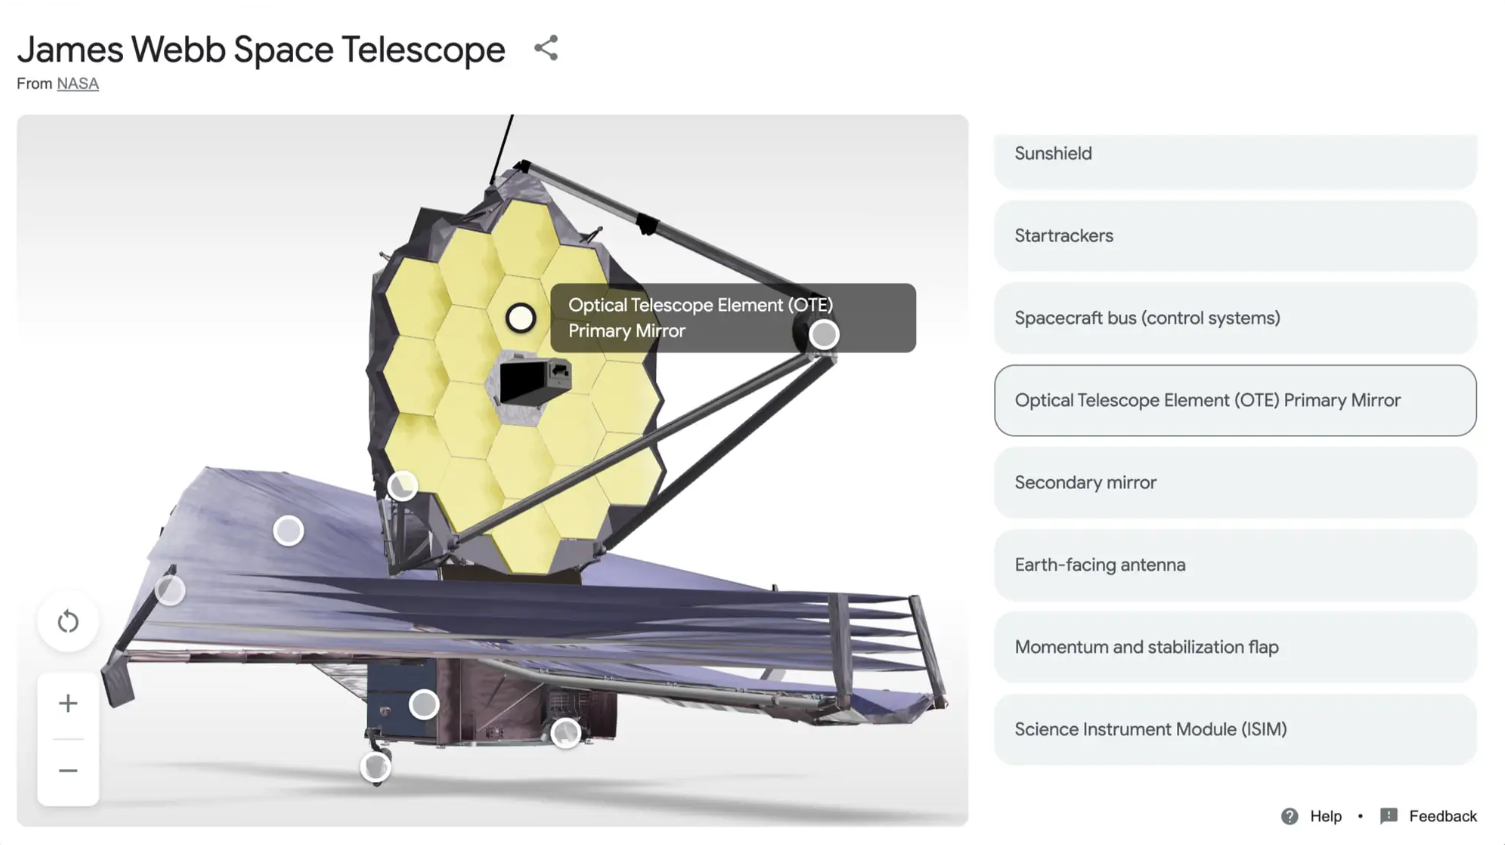 James Webb Space Telescope
From NASA
Optical Telescope Element (OTE)
Primary Mirror
Sunshield
Startrackers
Spacecraft bus (control systems)
Optical Telescope Element (OTE) Primary Mirror
Secondary mirror
Earth-facing antenna
Momentum and stabilization flap
Science Instrument Module (ISIM)
Help • Feedback